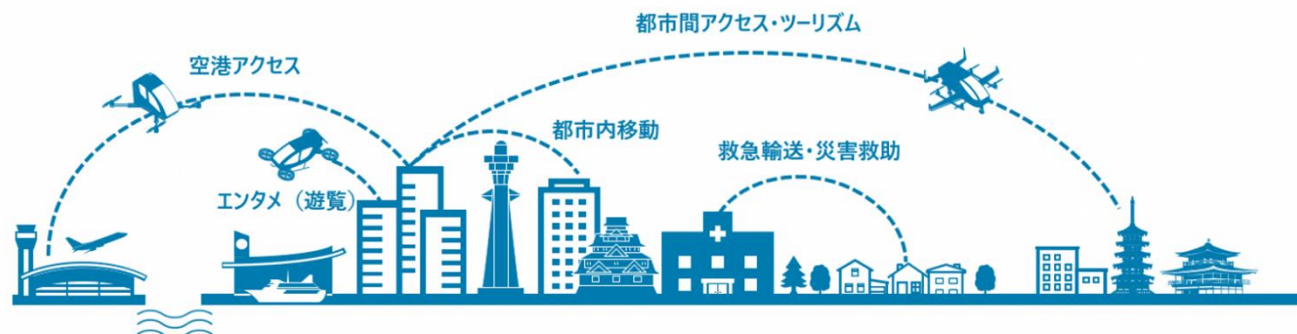 都市間アクセス・ツーリズム
空港アクセス
都市内移動
救急輸送・災害救助
エンタメ（遊覧）